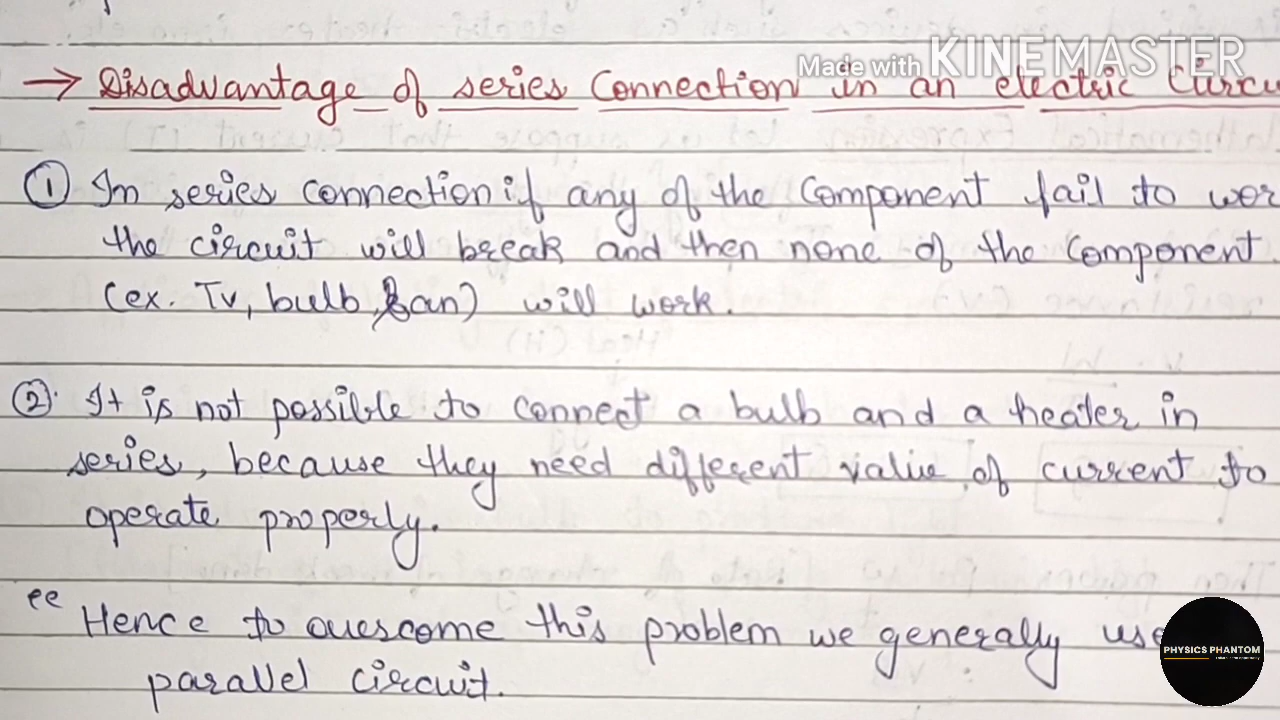 Made with KINEMASTER
→ Disadvantage of series Connection in an electric Circu
① In series connection if any of the Component fail to wor
the circuit will break and then none of the Component
(ex. Tv, bulb, fan) will work.
②. It is not possible to connect a bulb and a heater in
series, because they need different value of current to
operate properly.
Hence to overcome this problem we generally use
parallel circuit.
PHYSICS PHANTOM